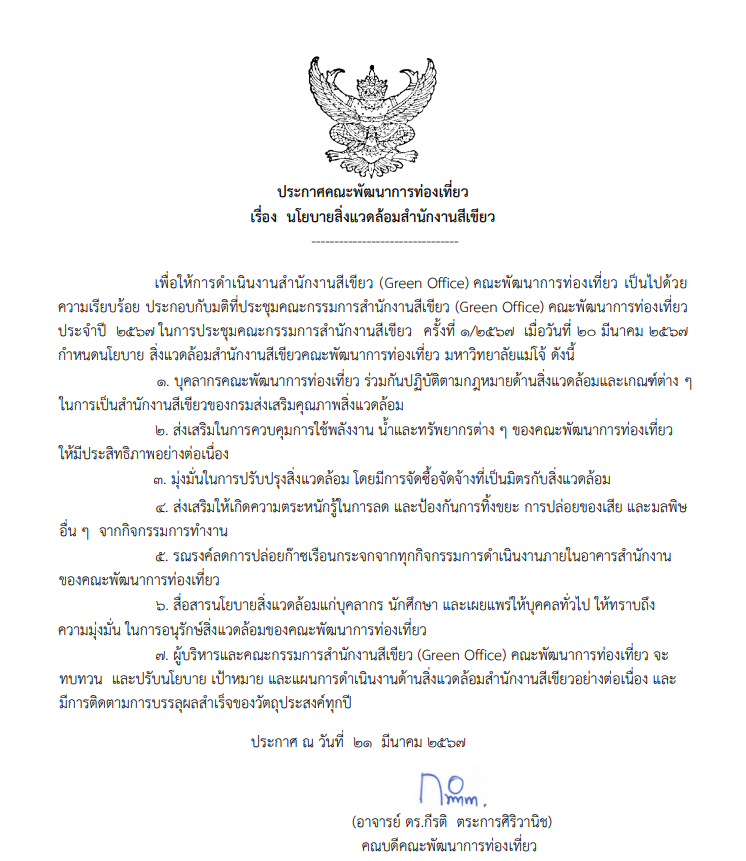 ประกาศคณะพัฒนาการท่องเที่ยว
เรื่อง นโยบายสิ่งแวดล้อมสำนักงานสีเขียว
--------------------------------
เพื่อให้การดำเนินงานสำนักงานสีเขียว (Green Office) คณะพัฒนาการท่องเที่ยว เป็นไปด้วย
ความเรียบร้อย ประกอบกับมติที่ประชุมคณะกรรมการสำนักงานสีเขียว (Green Office) คณะพัฒนาการท่องเที่ยว
ประจำปี ๒๕๖๗ ในการประชุมคณะกรรมการสำนักงานสีเขียว ครั้งที่ ๑/๒๕๖๗ เมื่อวันที่ ๒๐ มีนาคม ๒๕๖๗
กำหนดนโยบาย สิ่งแวดล้อมสำนักงานสีเขียวคณะพัฒนาการท่องเที่ยว มหาวิทยาลัยแม่โจ้ ดังนี้
๑. บุคลากรคณะพัฒนาการท่องเที่ยว ร่วมกันปฏิบัติตามกฎหมายด้านสิ่งแวดล้อมและเกณฑ์ต่าง ๆ
ในการเป็นสำนักงานสีเขียวของกรมส่งเสริมคุณภาพสิ่งแวดล้อม
๒. ส่งเสริมในการควบคุมการใช้พลังงาน น้ำและทรัพยากรต่าง ๆ ของคณะพัฒนาการท่องเที่ยว
ให้มีประสิทธิภาพอย่างต่อเนื่อง
๓. มุ่งมั่นในการปรับปรุงสิ่งแวดล้อม โดยมีการจัดซื้อจัดจ้างที่เป็นมิตรกับสิ่งแวดล้อม
๔. ส่งเสริมให้เกิดความตระหนักรู้ในการลด และป้องกันการทิ้งขยะ การปล่อยของเสีย และมลพิษ
อื่น ๆ จากกิจกรรมการทำงาน
๕. รณรงค์ลดการปล่อยก๊าซเรือนกระจกจากทุกกิจกรรมการดำเนินงานภายในอาคารสำนักงาน
ของคณะพัฒนาการท่องเที่ยว
๖. สื่อสารนโยบายสิ่งแวดล้อมแก่บุคลากร นักศึกษา และเผยแพร่ให้บุคคลทั่วไป ให้ทราบถึง
ความมุ่งมั่น ในการอนุรักษ์สิ่งแวดล้อมของคณะพัฒนาการท่องเที่ยว
๗. ผู้บริหารและคณะกรรมการสำนักงานสีเขียว (Green Office) คณะพัฒนาการท่องเที่ยว จะ
ทบทวน และปรับนโยบาย เป้าหมาย และแผนการดำเนินงานด้านสิ่งแวดล้อมสำนักงานสีเขียวอย่างต่อเนื่อง และ
มีการติดตามการบรรลุผลสำเร็จของวัตถุประสงค์ทุกปี
ประกาศ ณ วันที่ ๒๑ มีนาคม ๒๕๖๗
(อาจารย์ ดร.กีรติ ตระการศิริวานิช)
คณบดีคณะพัฒนาการท่องเที่ยว